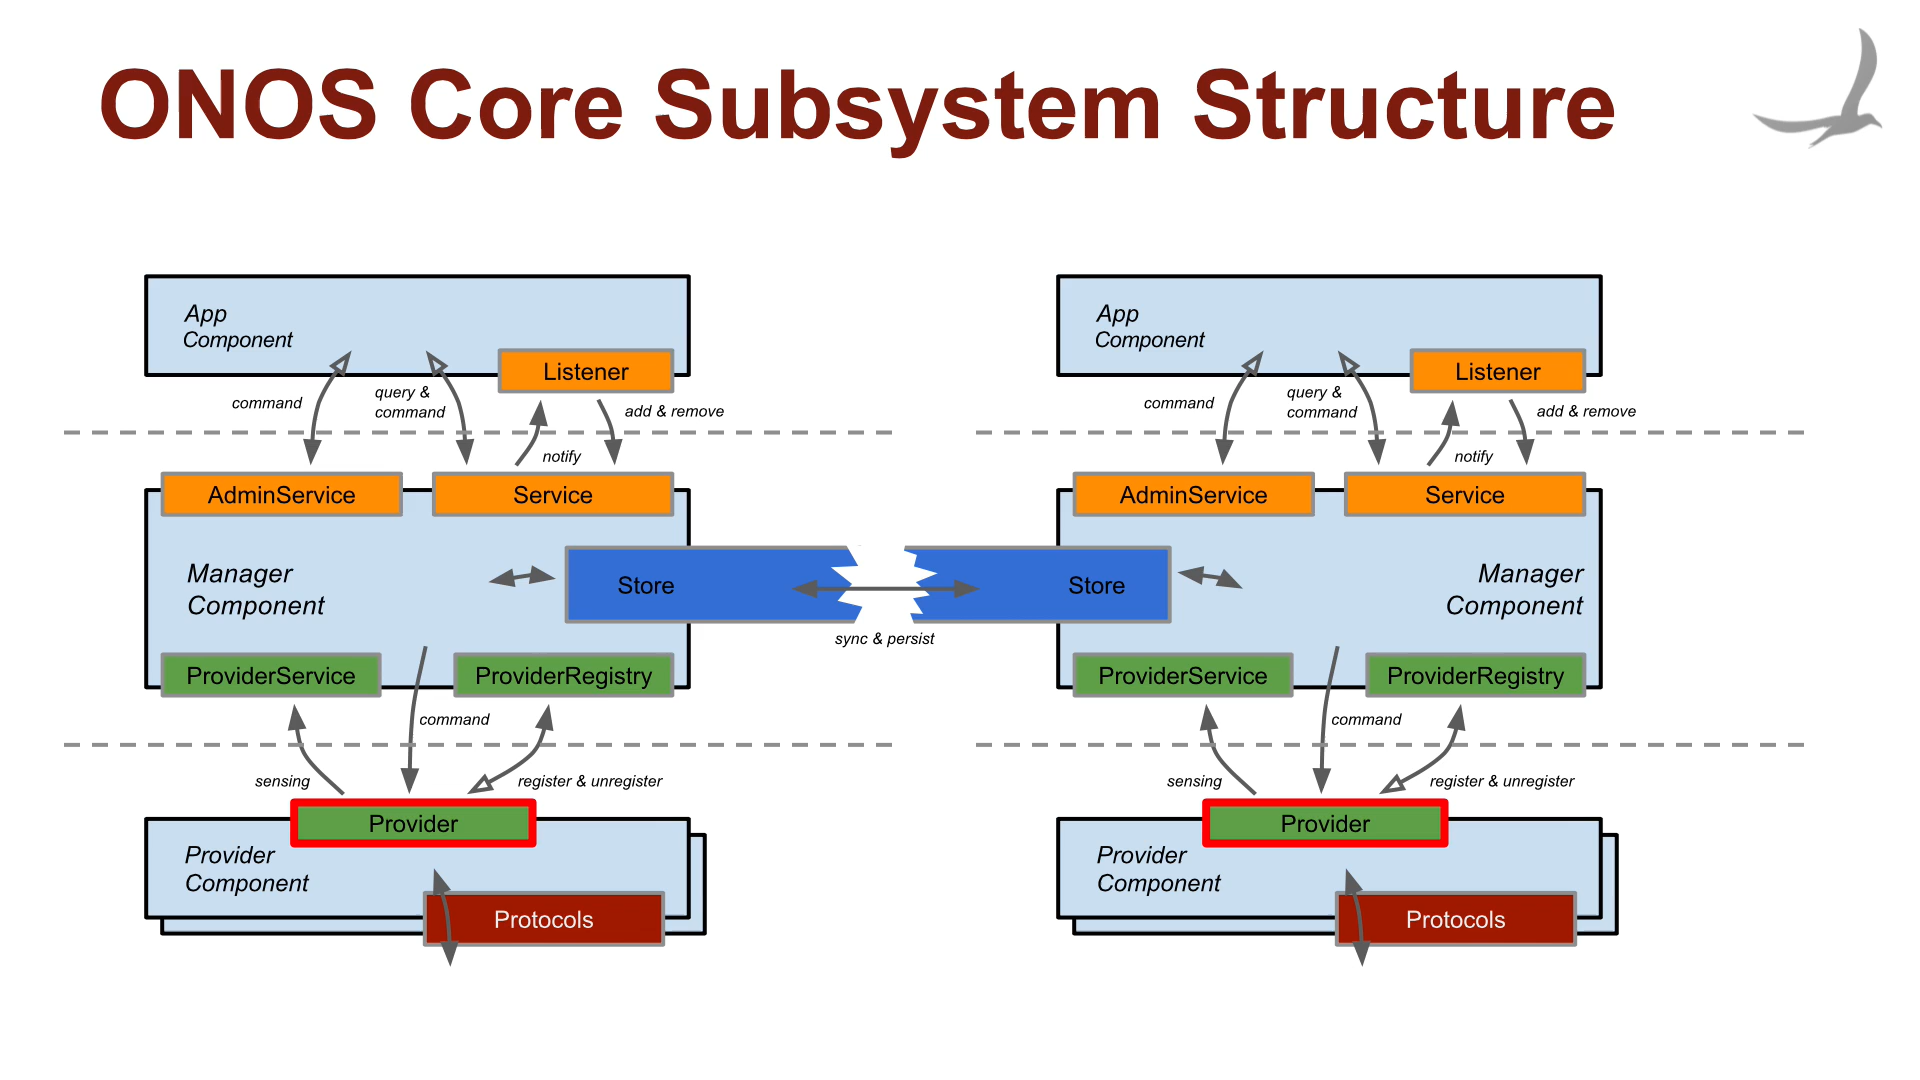 ONOS Core Subsystem Structure
App
Component
Listener
command
query &
command
add & remove
notify
AdminService
Service
Manager
Component
Store
ProviderService
ProviderRegistry
command
sensing
register & unregister
Provider
Provider
Component
Protocols
sync & persist
App
Component
Listener
command
query &
command
add & remove
notify
AdminService
Service
Store
Manager
Component
ProviderService
ProviderRegistry
command
sensing
register & unregister
Provider
Provider
Component
Protocols